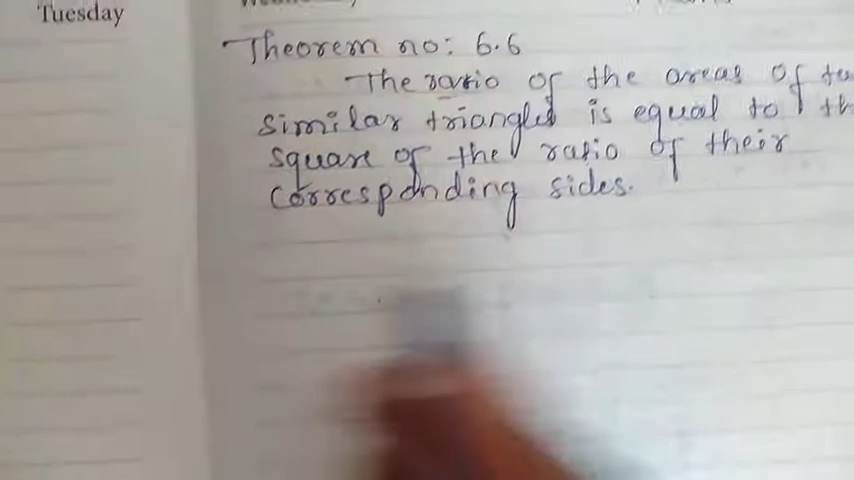 Tuesday
Theorem no: 6.6
The ratio of the areas of
similar triangles is equal to
square of the ratio of their
corresponding sides.